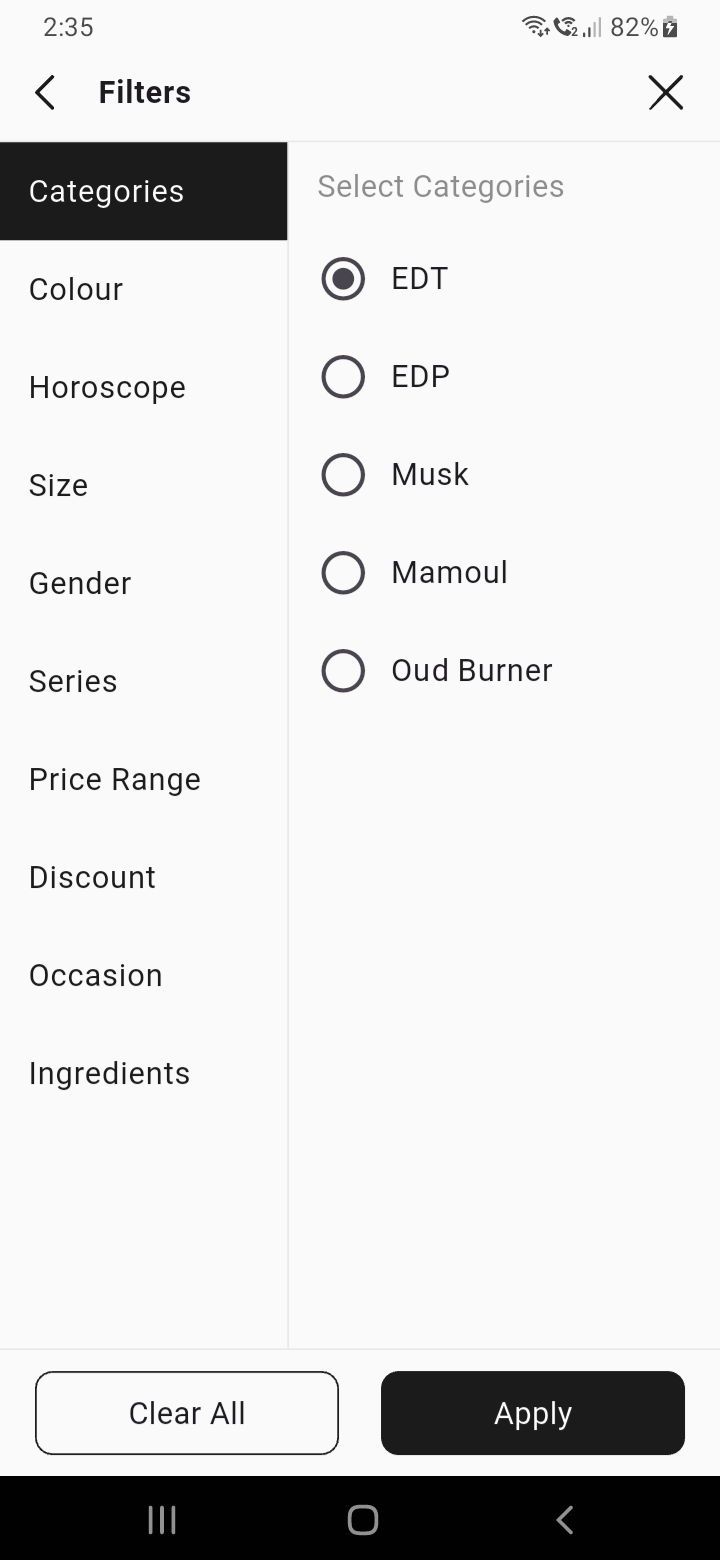 2:35
82%
Filters
Categories
Select Categories
Colour
EDT
Horoscope
EDP
Size
Musk
Gender
Mamoul
Series
Oud Burner
Price Range
Discount
Occasion
Ingredients
Clear All
Apply